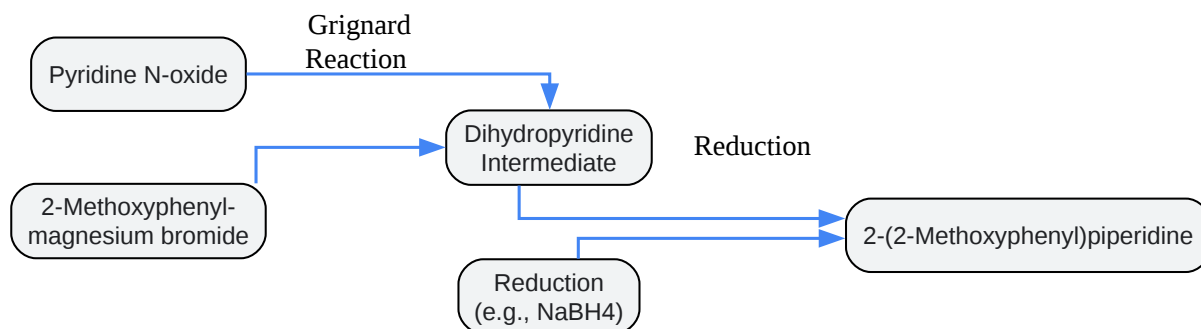 Grignard
Reaction
Pyridine N-oxide
Dihydropyridine
Intermediate
Reduction
2-Methoxyphenyl-
magnesium bromide
2-(2-Methoxyphenyl)piperidine
Reduction
(e.g., NaBH4)